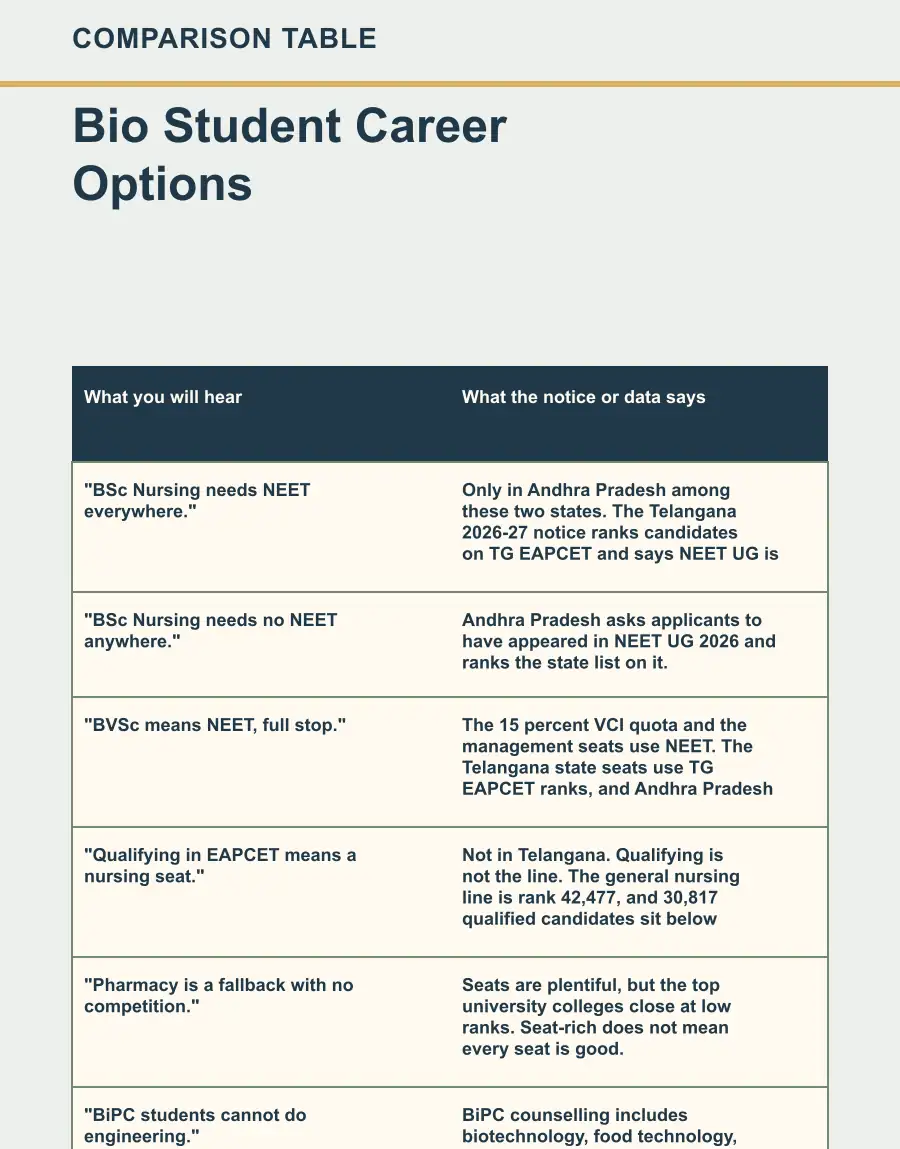 COMPARISON TABLE
Bio Student Career
Options
What you will hear
What the notice or data says
"BSc Nursing needs NEET
everywhere."
Only in Andhra Pradesh among
these two states. The Telangana
2026-27 notice ranks candidates
on TG EAPCET and says NEET UG is
"BSc Nursing needs no NEET
anywhere."
Andhra Pradesh asks applicants to
have appeared in NEET UG 2026 and
ranks the state list on it.
"BVSc means NEET, full stop."
The 15 percent VCI quota and the
management seats use NEET. The
Telangana state seats use TG
EAPCET ranks, and Andhra Pradesh
"Qualifying in EAPCET means a
nursing seat."
Not in Telangana. Qualifying is
not the line. The general nursing
line is rank 42,477, and 30,817
qualified candidates sit below
"Pharmacy is a fallback with no
competition."
Seats are plentiful, but the top
university colleges close at low
ranks. Seat-rich does not mean
every seat is good.
"BiPC students cannot do
engineering."
BiPC counselling includes
biotechnology, food technology,